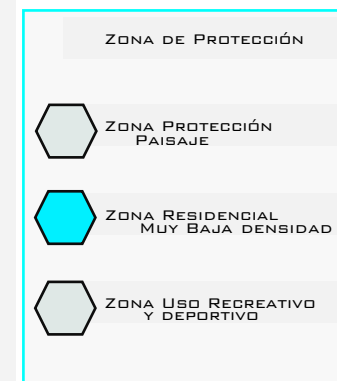 Zona de Protección
Zona Protección
Paisaje
Zona Residencial
Muy Baja densidad
Zona Uso Recreativo
y deportivo